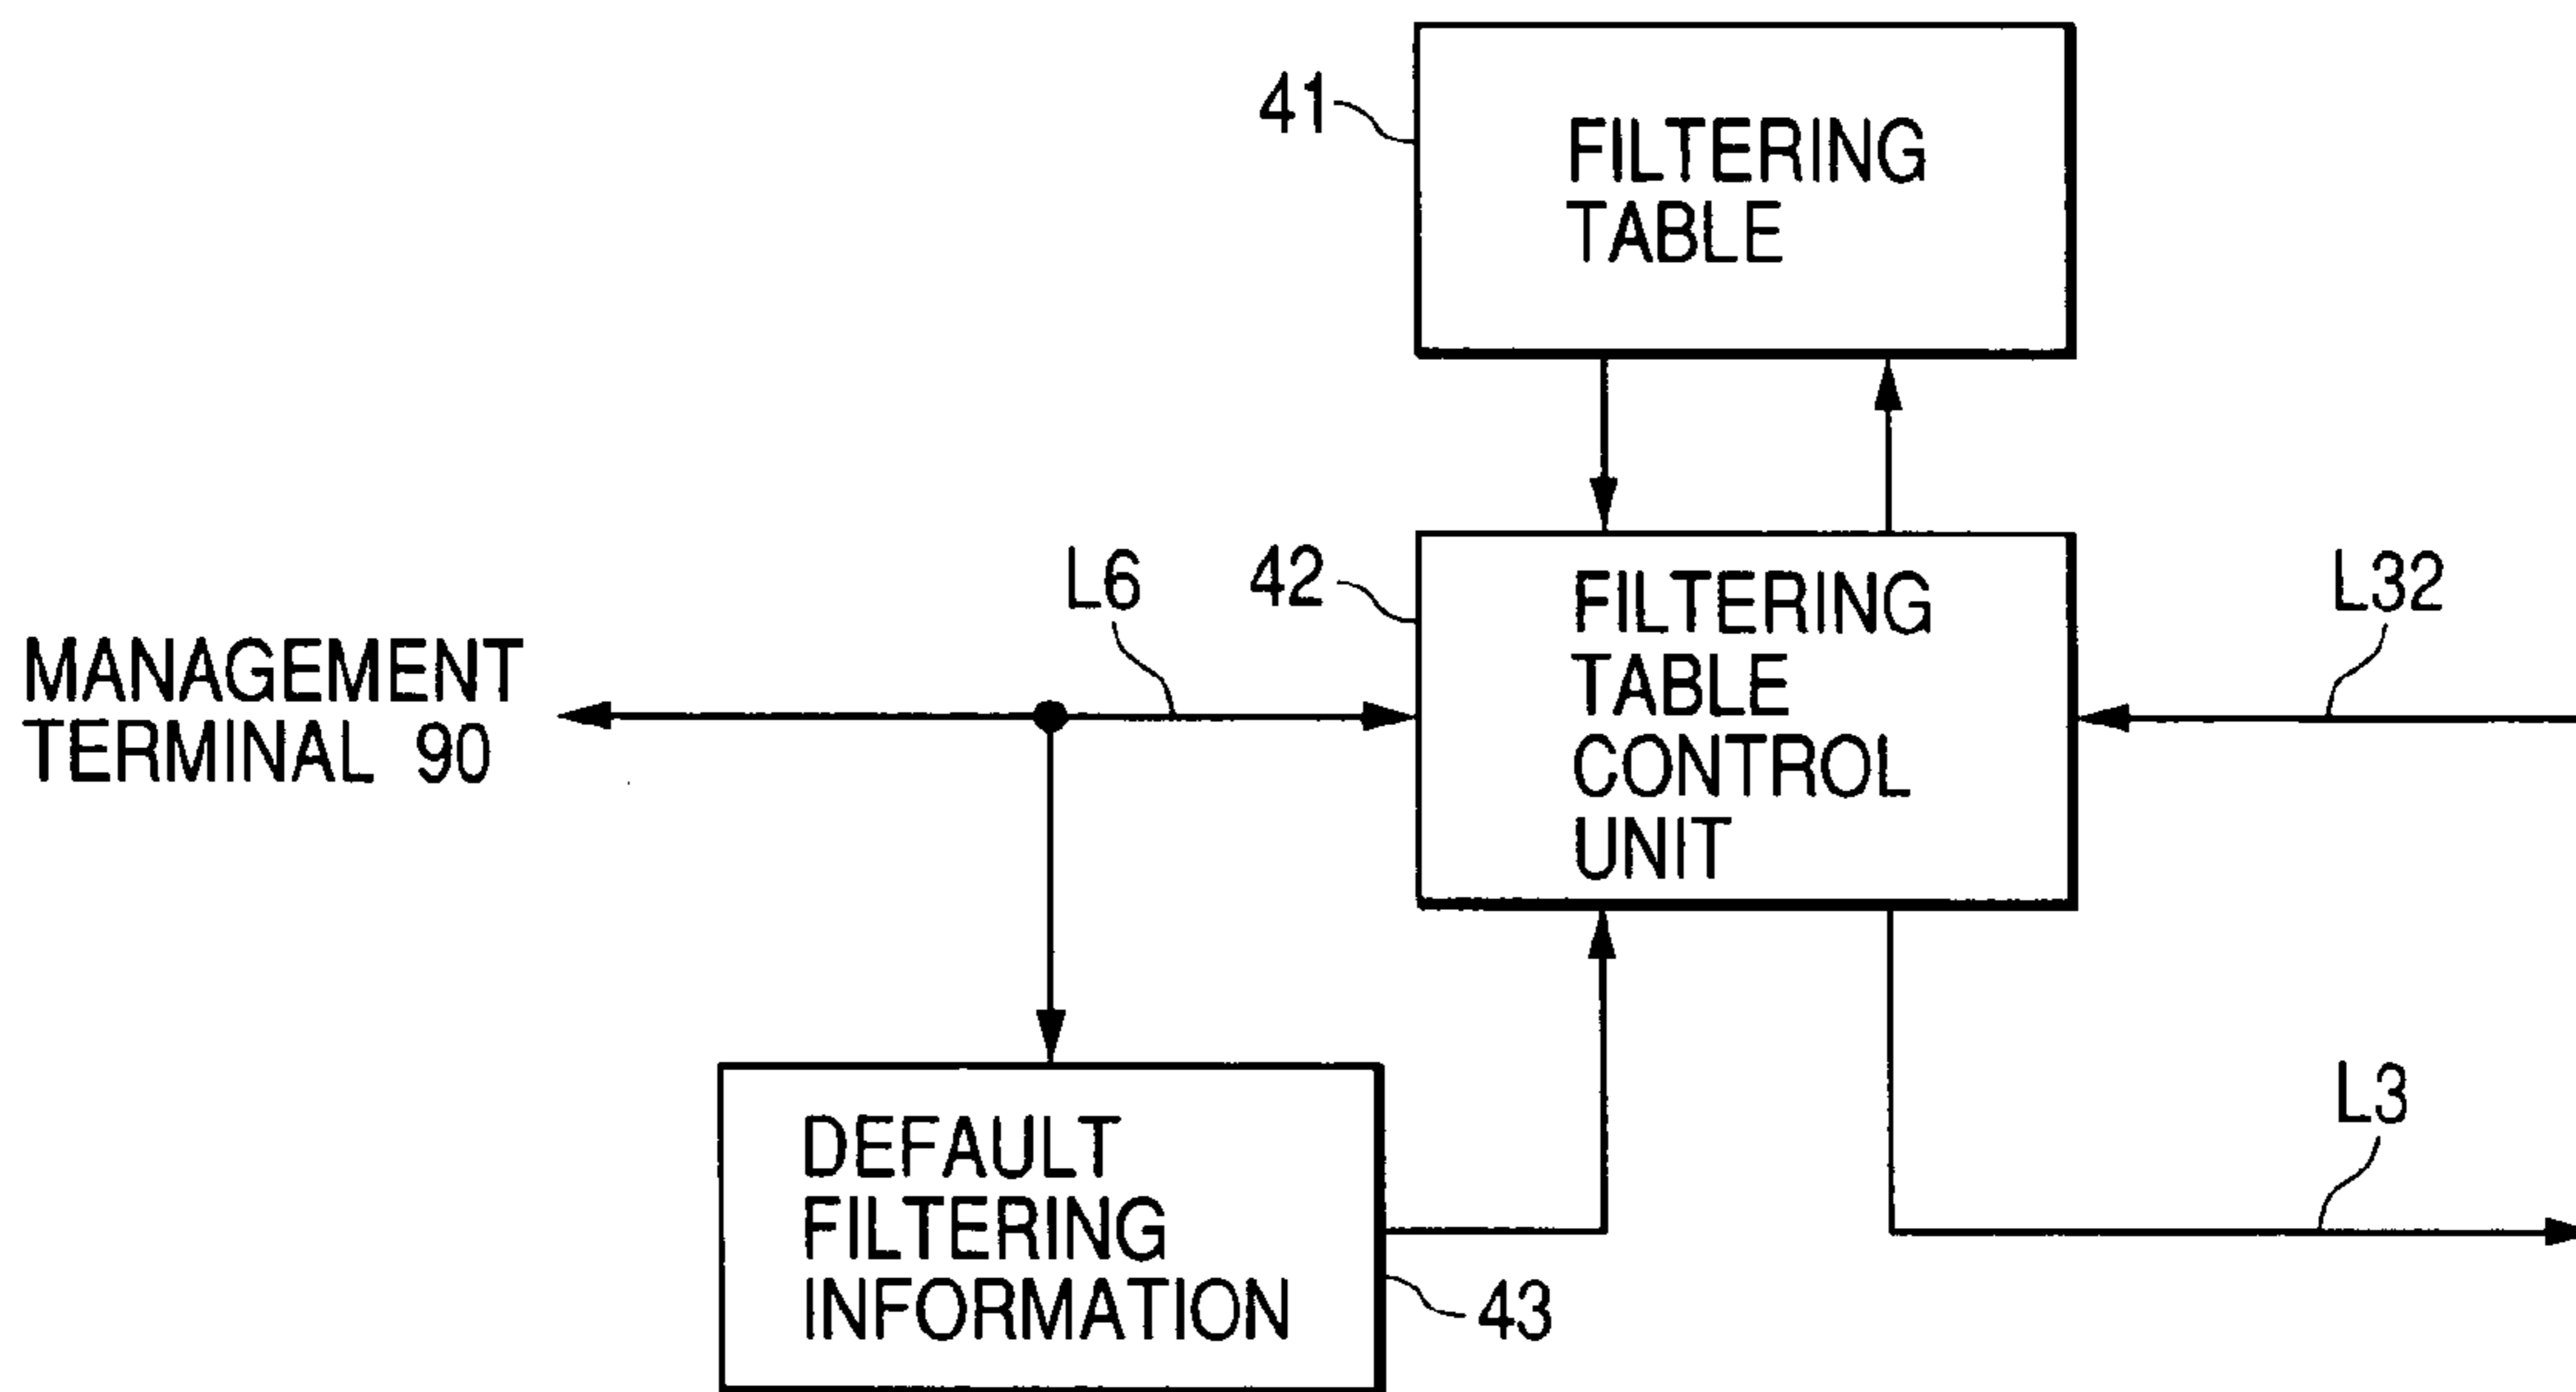 41
FILTERING
TABLE
L6
42
FILTERING
TABLE
CONTROL
UNIT
L32
MANAGEMENT
TERMINAL 90
L3
DEFAULT
FILTERING
INFORMATION
43